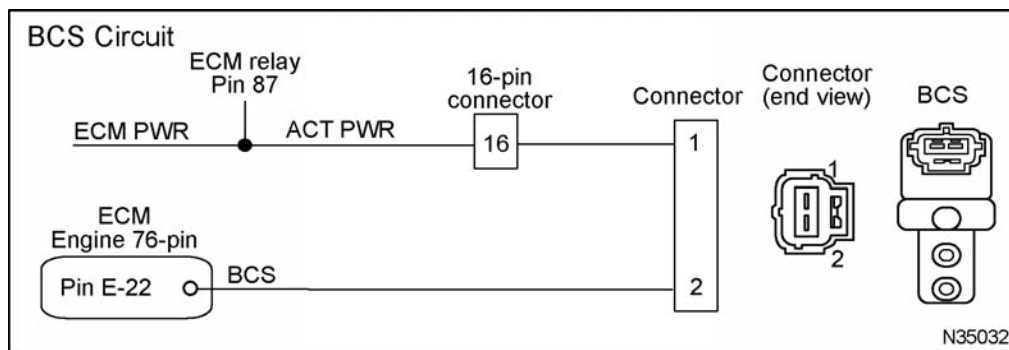 BCS Circuit
ECM relay
Pin 87
ECM PWR
ACT PWR
16-pin
connector
16
Connector
1
2
Connector
(end view)
1
2
BCS
ECM
Engine 76-pin
Pin E-22
BCS
N35032